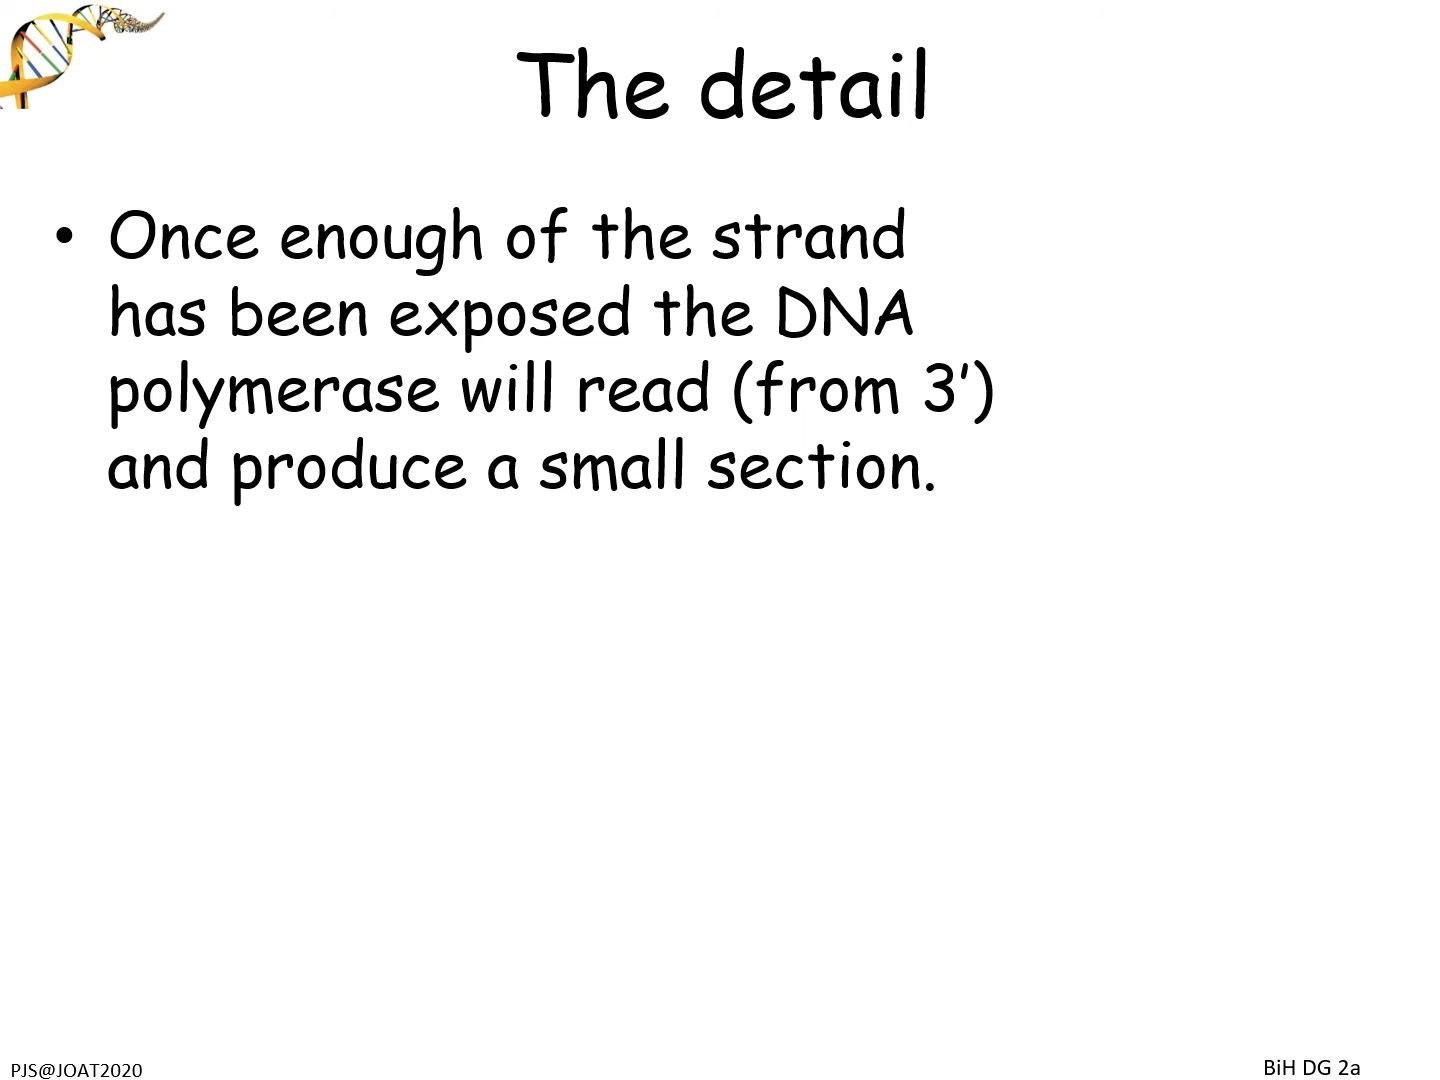 The detail
• Once enough of the strand
has been exposed the DNA
polymerase will read (from 3’)
and produce a small section.
PJS@JOAT2020
BiH DG 2a